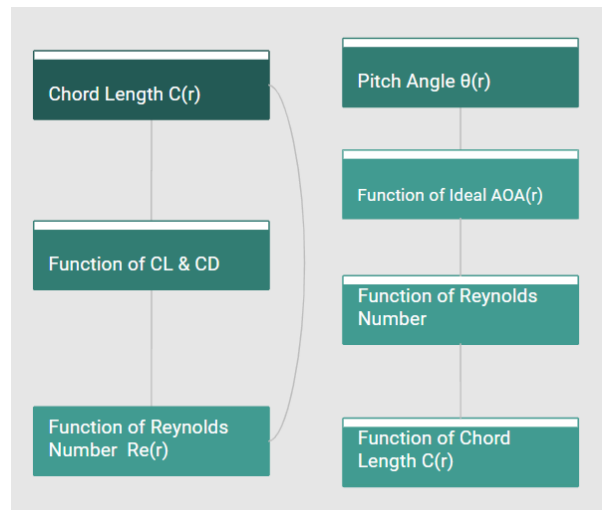 Chord Length C(r)
Function of CL & CD
Function of Reynolds
Number Re(r)
Pitch Angle θ(r)
Function of Ideal AOA(r)
Function of Reynolds
Number
Function of Chord
Length C(r)